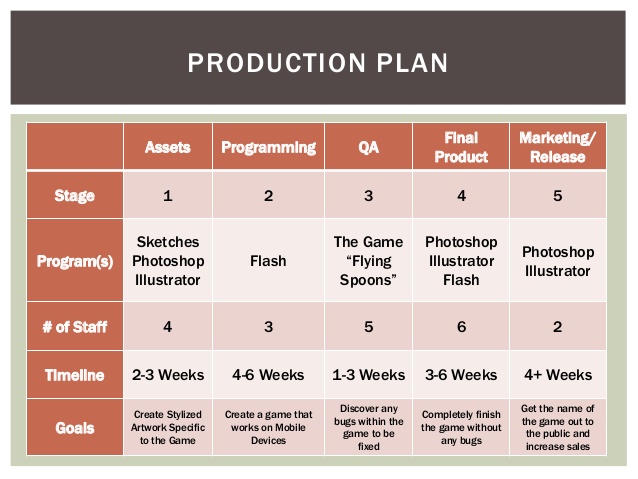 PRODUCTION PLAN
Assets
Programming
QA
Final
Product
Marketing/
Release
Stage
1
2
3
4
5
Program(s)
Sketches
Photoshop
Illustrator
Flash
The Game
“Flying
Spoons”
Photoshop
Illustrator
Flash
Photoshop
Illustrator
# of Staff
4
3
5
6
2
Timeline
2-3 Weeks
4-6 Weeks
1-3 Weeks
3-6 Weeks
4+ Weeks
Goals
Create Stylized
Artwork Specific
to the Game
Create a game that
works on Mobile
Devices
Discover any
bugs within the
game to be
fixed
Completely finish
the game without
any bugs
Get the name of
the game out to
the public and
increase sales